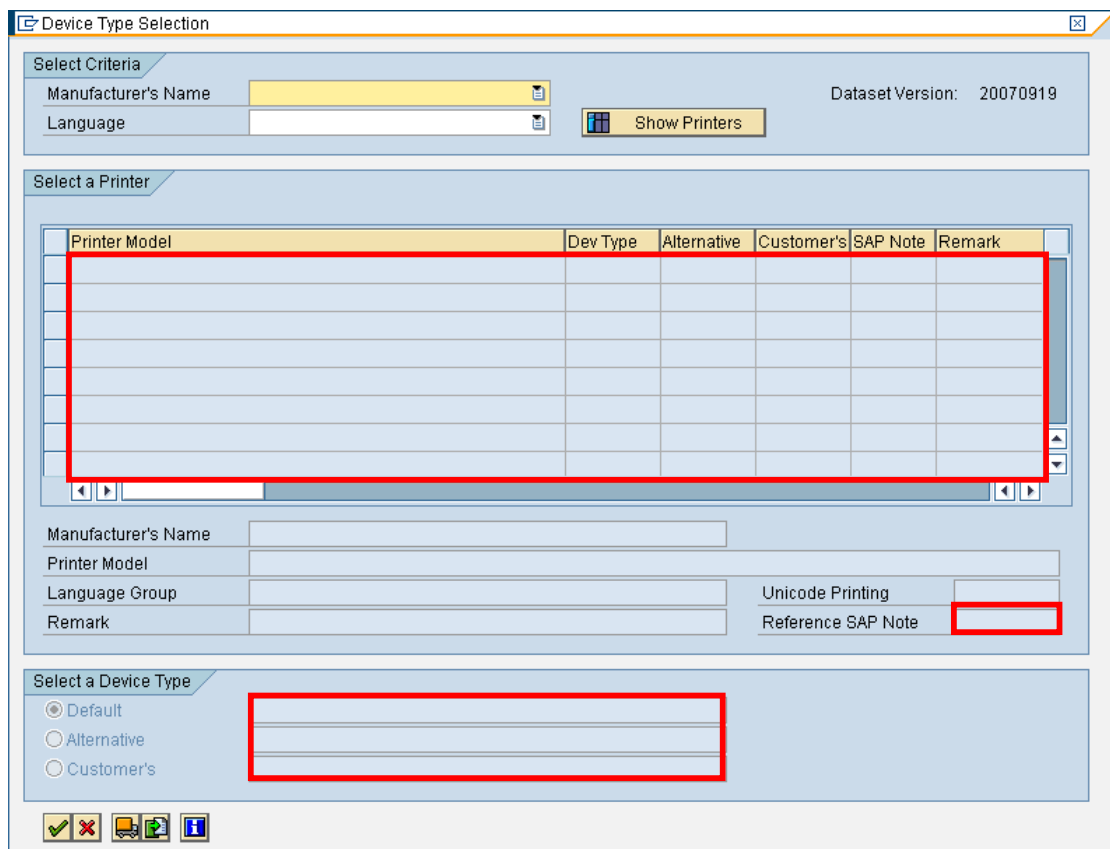 Device Type Selection
Select Criteria
Manufacturer's Name
Dataset Version: 20070919
Language
Show Printers
Select a Printer
Printer Model Dev Type Alternative Customer's SAP Note Remark
Manufacturer's Name
Printer Model
Language Group Unicode Printing
Remark Reference SAP Note
Select a Device Type
Default
Alternative
Customer's